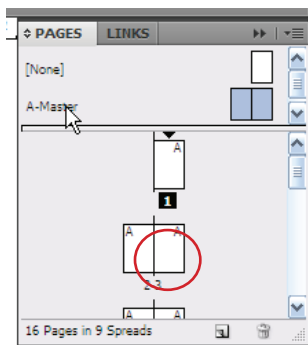 PAGES LINKS
[None]
A-Master
A
1
A A
2-3
A A
16 Pages in 9 Spreads